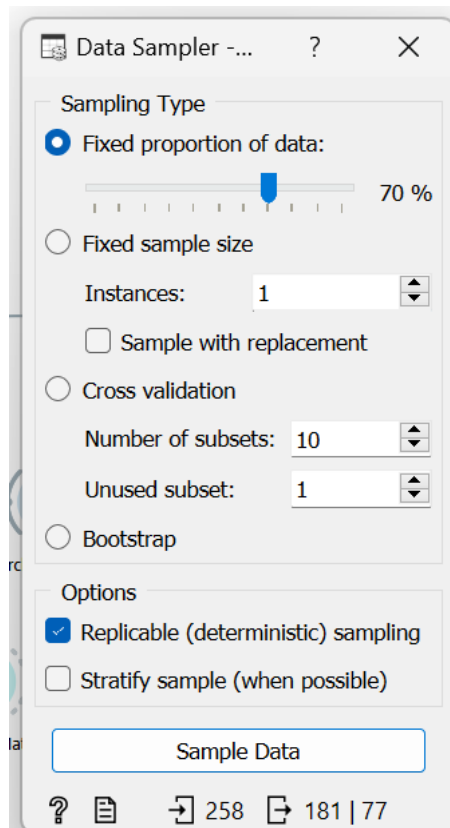 Data Sampler -... ?
Sampling Type
Fixed proportion of data:
70 %
Fixed sample size
Instances: 1
Sample with replacement
Cross validation
Number of subsets: 10
Unused subset: 1
Bootstrap
rc
Options
Replicable (deterministic) sampling
Stratify sample (when possible)
lat
Sample Data
? 258 181 | 77